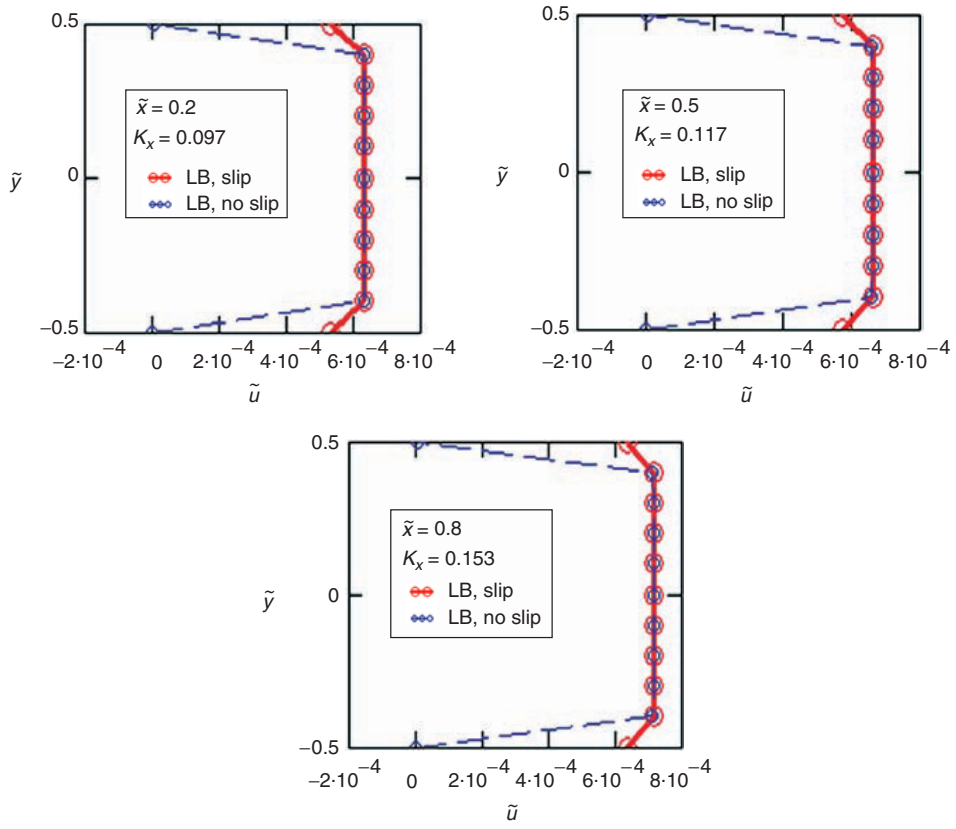 0.5
x̃ = 0.2
Kₓ = 0.097
LB, slip
LB, no slip
ỹ
0
−0.5
−2·10⁻⁴ 0 2·10⁻⁴ 4·10⁻⁴ 6·10⁻⁴ 8·10⁻⁴
ũ
0.5
x̃ = 0.5
Kₓ = 0.117
LB, slip
LB, no slip
ỹ
0
−0.5
−2·10⁻⁴ 0 2·10⁻⁴ 4·10⁻⁴ 6·10⁻⁴ 8·10⁻⁴
ũ
0.5
x̃ = 0.8
Kₓ = 0.153
LB, slip
LB, no slip
ỹ
0
−0.5
−2·10⁻⁴ 0 2·10⁻⁴ 4·10⁻⁴ 6·10⁻⁴ 8·10⁻⁴
ũ